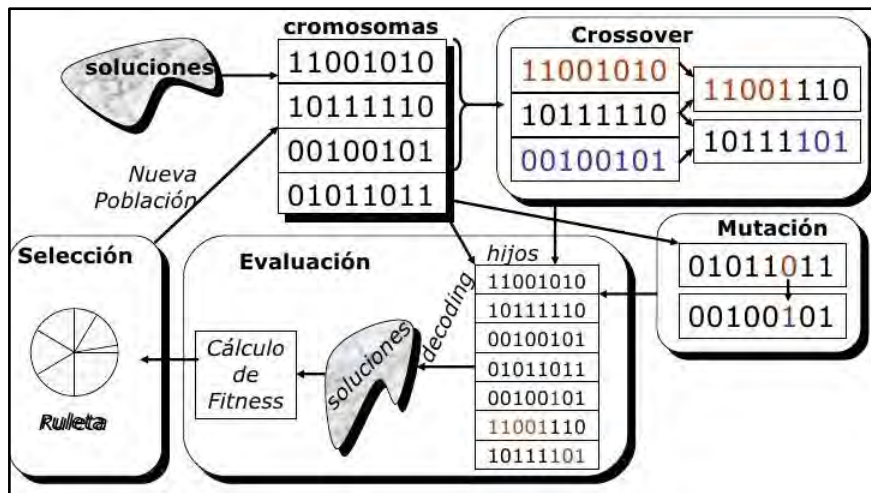 cromosomas
soluciones
11001010
10111110
00100101
01011011
Crossover
11001010
10111110
00100101
11001110
10111101
Nueva
Población
Mutación
01011011
00100101
Selección
Ruleta
Evaluación
hijos
11001010
10111110
00100101
01011011
00100101
11001110
10111101
decoding
soluciones
Cálculo
de
Fitness